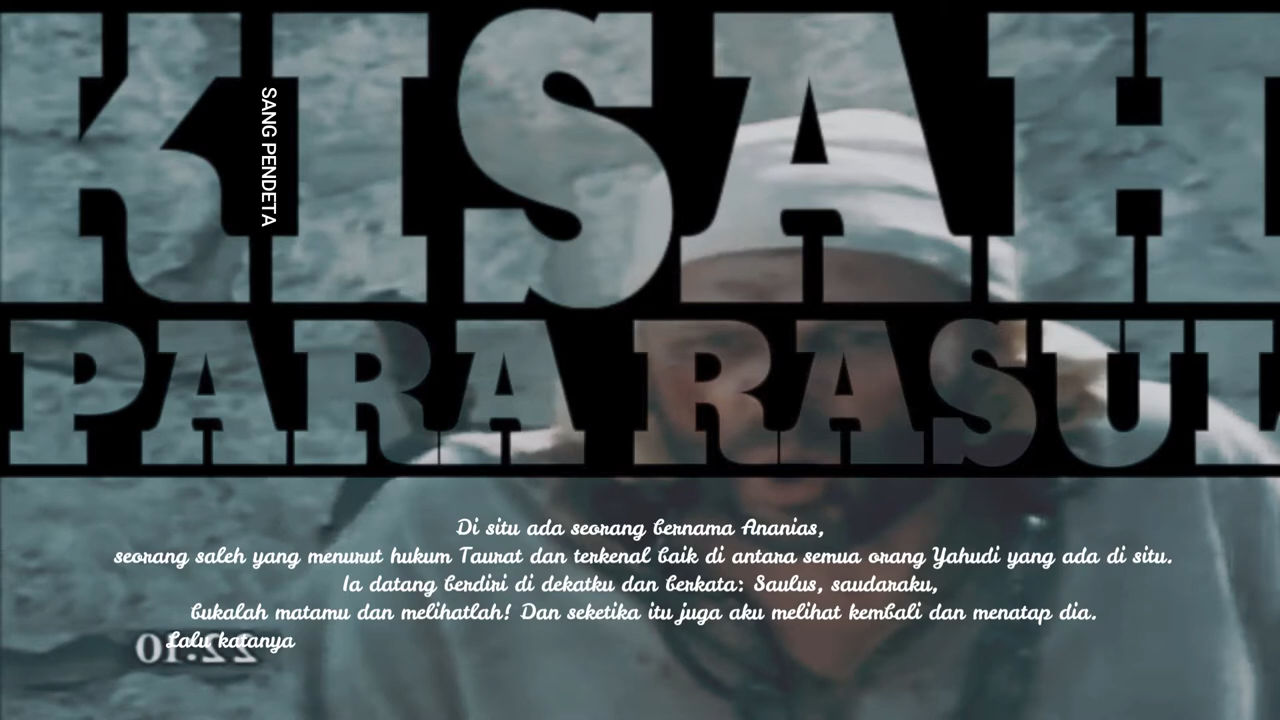 KISAH
SANG PENDETA
PARA RASUL
Di situ ada seorang bernama Ananias,
seorang saleh yang menurut hukum Taurat dan terkenal baik di antara semua orang Yahudi yang ada di situ.
Ia datang berdiri di dekatku dan berkata: Saulus, saudaraku,
bukalah matamu dan melihatlah! Dan seketika itu juga aku melihat kembali dan menatap dia.
Lalu katanya
22:10